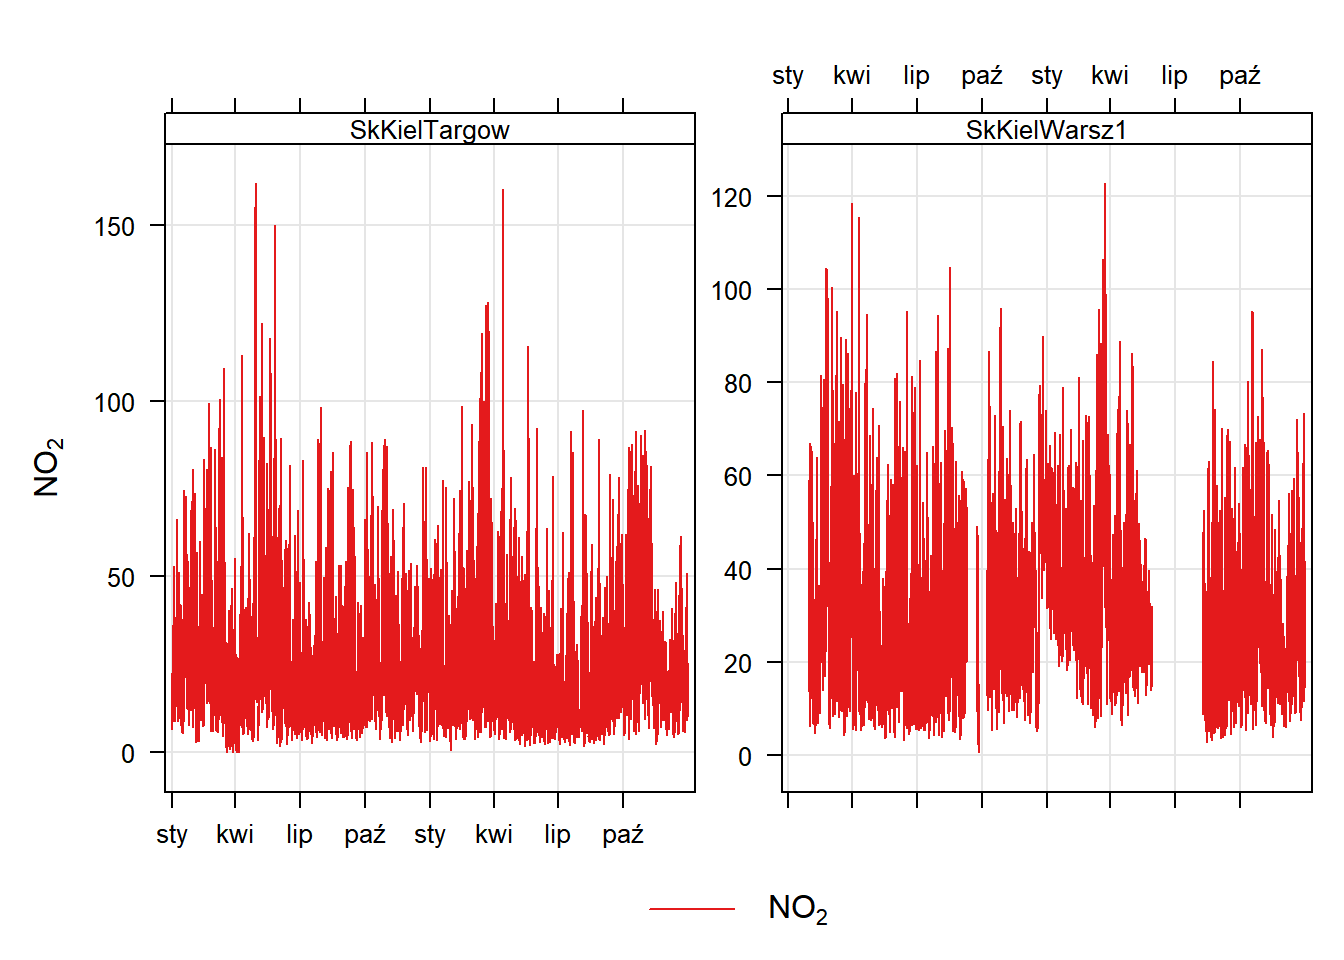 sty kwi lip paź sty kwi lip paź
SkKielTargow SkKielWarsz1
NO₂
150
100
50
0
120
100
80
60
40
20
0
sty kwi lip paź sty kwi lip paź
NO₂